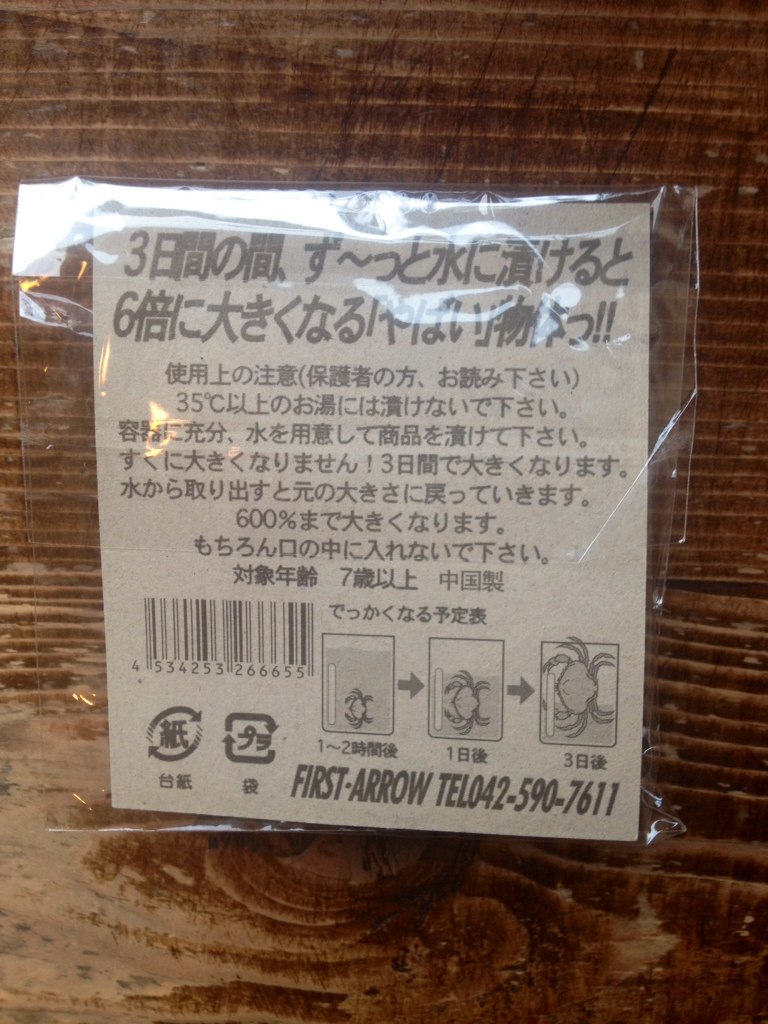 3日間の間、ず～っと水に漬けると
6倍に大きくなる「やばい」物体っ!!
使用上の注意(保護者の方、お読み下さい)
35℃以上のお湯には漬けないで下さい。
容器に充分、水を用意して商品を漬けて下さい。
すぐに大きくなりません！3日間で大きくなります。
水から取り出すと元の大きさに戻っていきます。
600%まで大きくなります。
もちろん口の中に入れないで下さい。
対象年齢 7歳以上 中国製
でっかくなる予定表
4 534253 266655
1～2時間後
1日後
3日後
紙
プラ
台紙
袋
FIRST・ARROW TEL042-590-7611